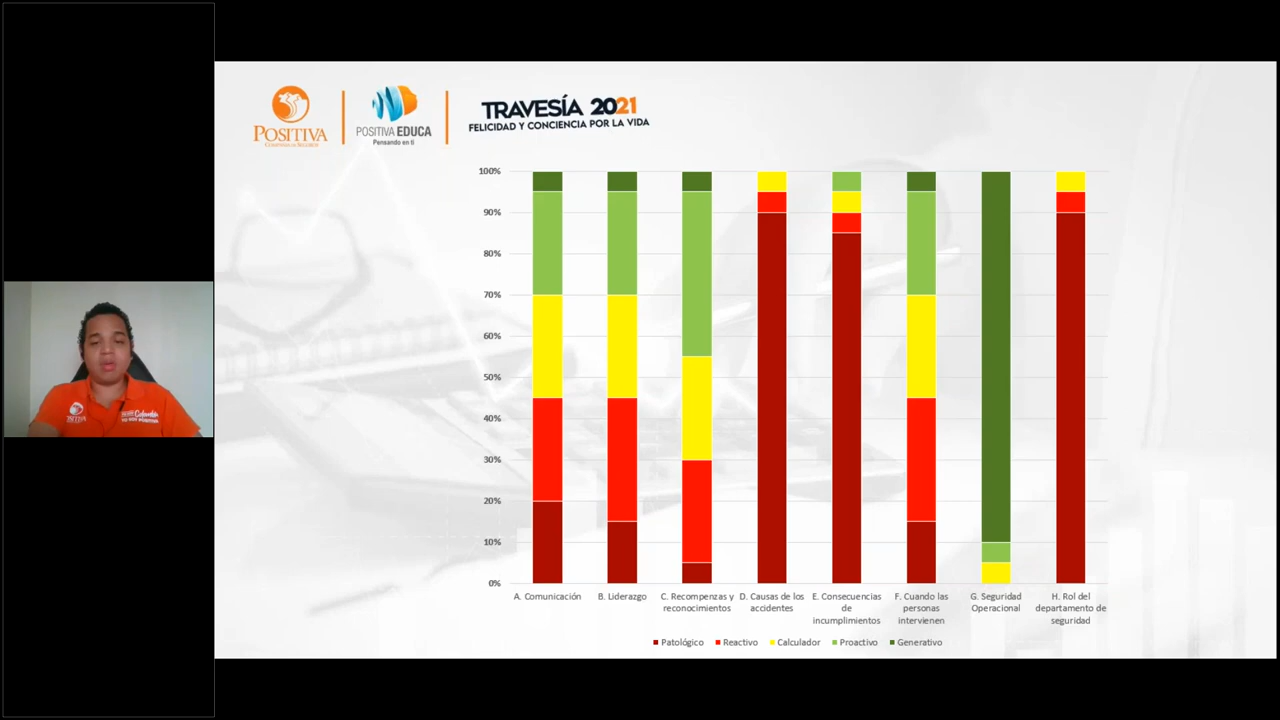 POSITIVA
COMPAÑÍA DE SEGUROS
POSITIVA EDUCA
Pensando en ti
TRAVESÍA 2021
FELICIDAD Y CONCIENCIA POR LA VIDA
100%
90%
80%
70%
60%
50%
40%
30%
20%
10%
0%
A. Comunicación
B. Liderazgo
C. Recompenzas y
reconocimientos
D. Causas de los
accidentes
E. Consecuencias
de
incumplimientos
F. Cuando las
personas
intervienen
G. Seguridad
Operacional
H. Rol del
departamento de
seguridad
Patológico
Reactivo
Calculador
Proactivo
Generativo